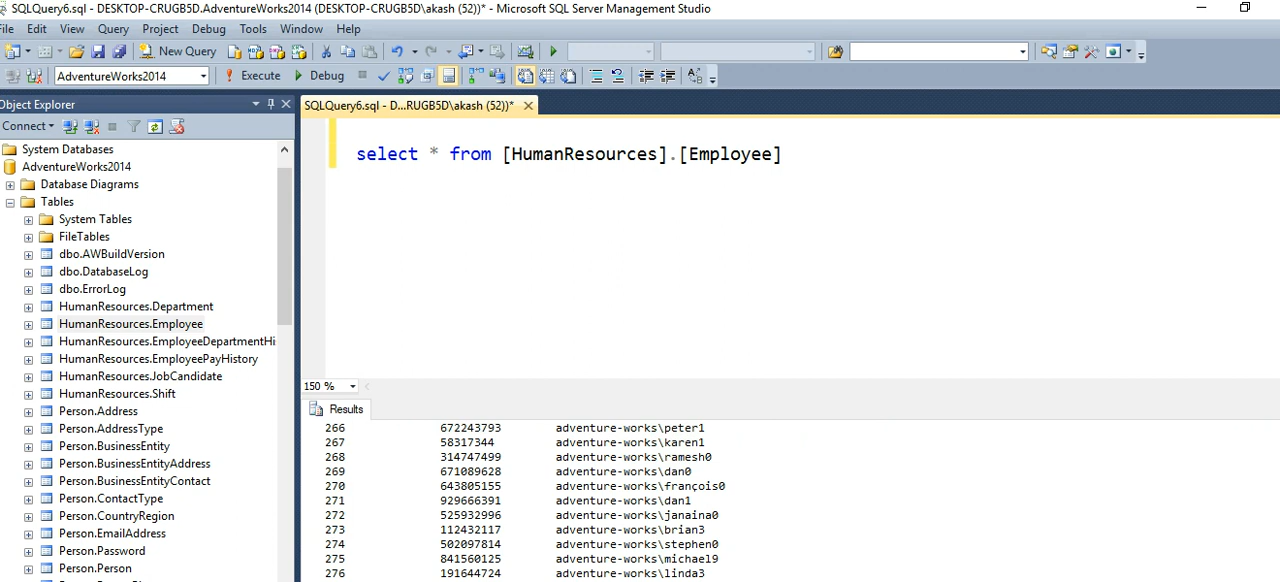 SQLQuery6.sql - DESKTOP-CRUGB5D.AdventureWorks2014 (DESKTOP-CRUGB5D\akash (52))* - Microsoft SQL Server Management Studio
File Edit View Query Project Debug Tools Window Help
New Query
AdventureWorks2014 Execute Debug
Object Explorer
Connect
System Databases
AdventureWorks2014
Database Diagrams
Tables
System Tables
FileTables
dbo.AWBuildVersion
dbo.DatabaseLog
dbo.ErrorLog
HumanResources.Department
HumanResources.Employee
HumanResources.EmployeeDepartmentHi
HumanResources.EmployeePayHistory
HumanResources.JobCandidate
HumanResources.Shift
Person.Address
Person.AddressType
Person.BusinessEntity
Person.BusinessEntityAddress
Person.BusinessEntityContact
Person.ContactType
Person.CountryRegion
Person.EmailAddress
Person.Password
Person.Person
SQLQuery6.sql - D...RUGB5D\akash (52))*
select * from [HumanResources].[Employee]
150 %
Results
266 672243793 adventure-works\peter1
267 58317344 adventure-works\karen1
268 314747499 adventure-works\ramesh0
269 671089628 adventure-works\dan0
270 643805155 adventure-works\françois0
271 929666391 adventure-works\dan1
272 525932996 adventure-works\janaina0
273 112432117 adventure-works\brian3
274 502097814 adventure-works\stephen0
275 841560125 adventure-works\michael9
276 191644724 adventure-works\linda3